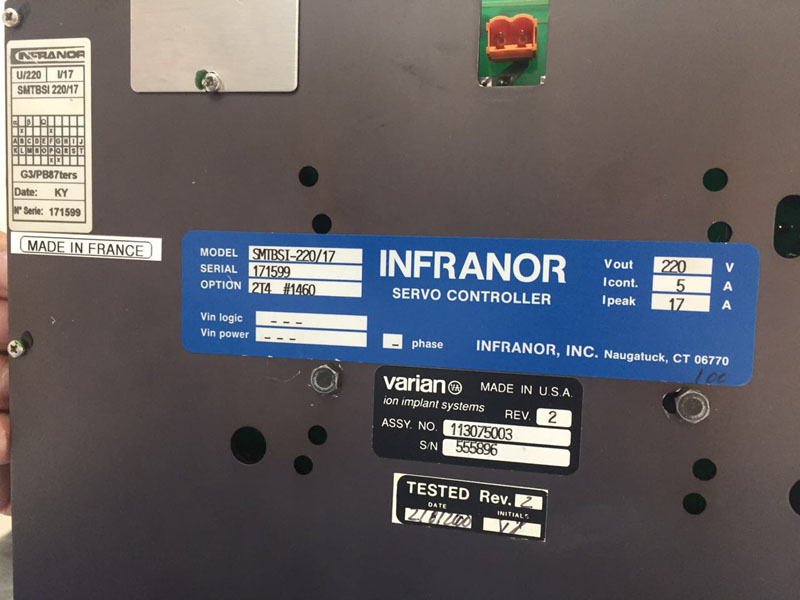 INFRANOR
U/220 I/17
SMTBSI 220/17
α β Ω
X
A B C D E F G H I J
K L M N O P Q R S T
X X
G3/PB87ters
Date: KY
N° Serie: 171599
MADE IN FRANCE
MODEL SMTBSI-220/17
SERIAL 171599
OPTION 2T4 #1460
Vin logic - - -
Vin power - - -
- phase
INFRANOR
SERVO CONTROLLER
Vout 220 V
Icont. 5 A
Ipeak 17 A
INFRANOR, INC. Naugatuck, CT 06770
100
varian MADE IN U.S.A.
ion implant systems
REV. 2
ASSY. NO. 113075003
S/N 555896
TESTED Rev. 2
DATE INITIALS